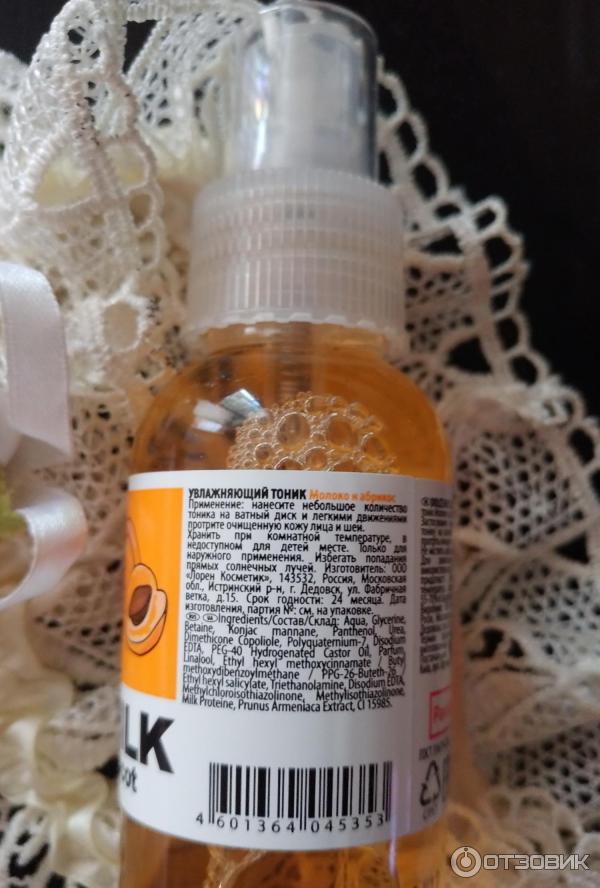 УВЛАЖНЯЮЩИЙ ТОНИК Молоко и абрикос
Применение: нанесите небольшое количество
тоника на ватный диск и легкими движениями
протрите очищенную кожу лица и шеи.
Хранить при комнатной температуре, в
недоступном для детей месте. Только для
наружного применения. Избегать попадания
прямых солнечных лучей. Изготовитель: ООО
«Лорен Косметик», 143532, Россия, Московская
обл., Истринский р-н, г. Дедовск, ул. Фабричная
ветка, д.15. Срок годности: 24 месяца. Дата
изготовления, партия №: см. на упаковке.
Ingredients/Состав/Склад: Aqua, Glycerine,
Betaine, Konjac mannane, Panthenol, Urea,
Dimethicone Copoliole, Polyquaternium-7, Disodium
EDTA, PEG-40 Hydrogenated Castor Oil, Parfum,
Linalool, Ethyl hexyl methoxycinnamate / Butyl
methoxydibenzoylmethane / PPG-26-Buteth-26
Ethyl hexyl salicylate, Triethanolamine, Disodium EDTA,
Methylchloroisothiazolinone, Methylisothiazolinone,
Milk Proteine, Prunus Armeniaca Extract, CI 15985.
LK
cot
4 601364 045353
ОТЗОВИК